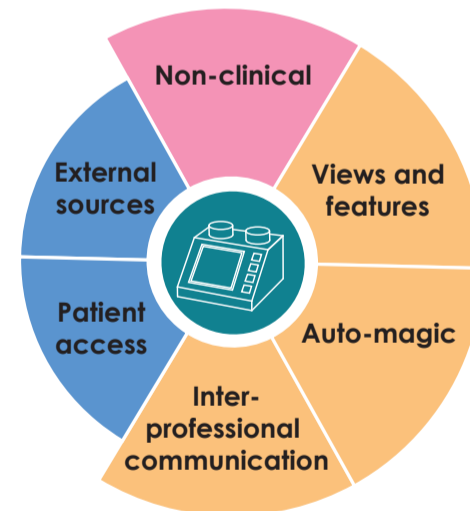 Non-clinical
Views and
features
Auto-magic
Inter-
professional
communication
Patient
access
External
sources